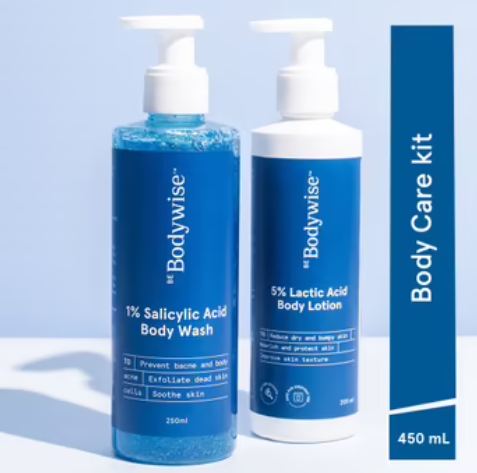 BE Bodywise™
1% Salicylic Acid
Body Wash
TO Prevent bacne and body
acne Exfoliate dead skin
cells Soothe skin
250ml
BE Bodywise™
5% Lactic Acid
Body Lotion
TO Reduce dry and bumpy skin
Nourish and protect skin
Improve skin texture
Body Care kit
450 mL